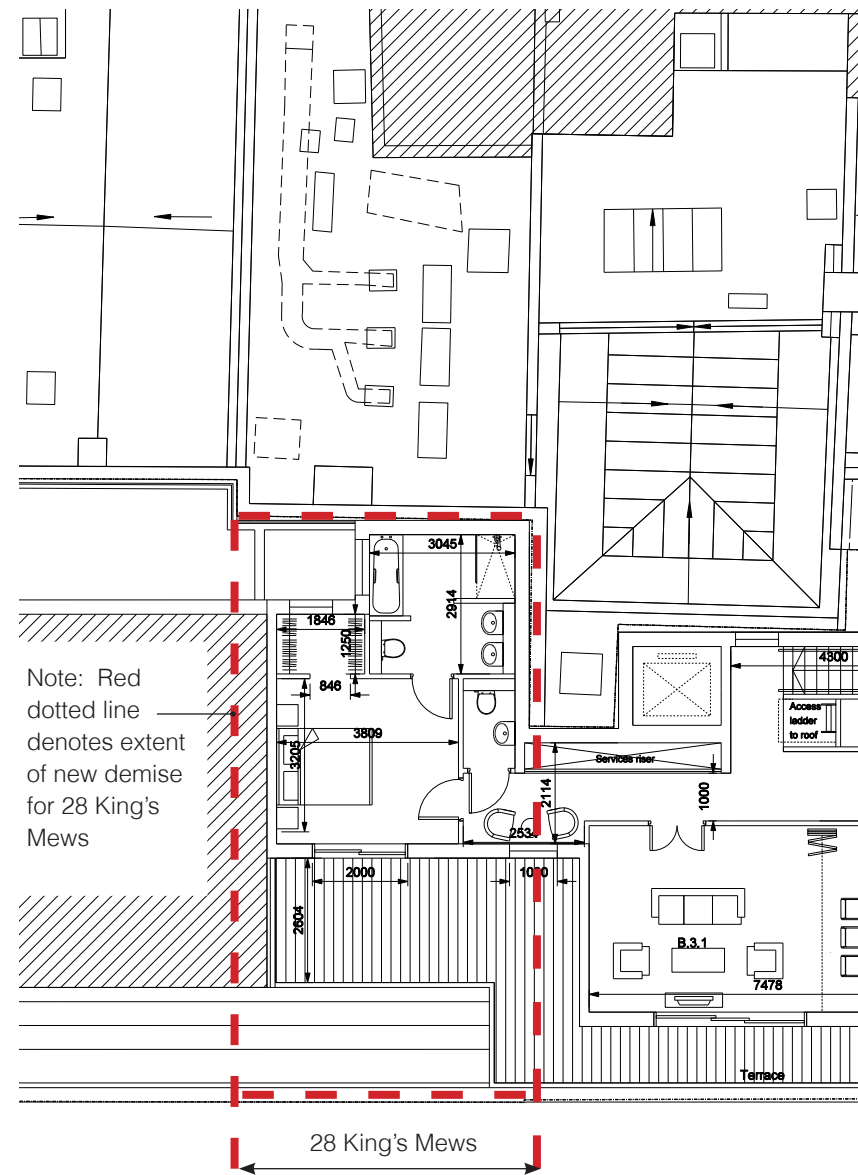 3045
2914
1846
1250
846
Note: Red
dotted line
denotes extent
of new demise
for 28 King's
Mews
3809
3205
4300
Access
ladder
to roof
Services riser
2114
1000
2534
2000
1000
2604
B.3.1
7478
Terrace
28 King's Mews